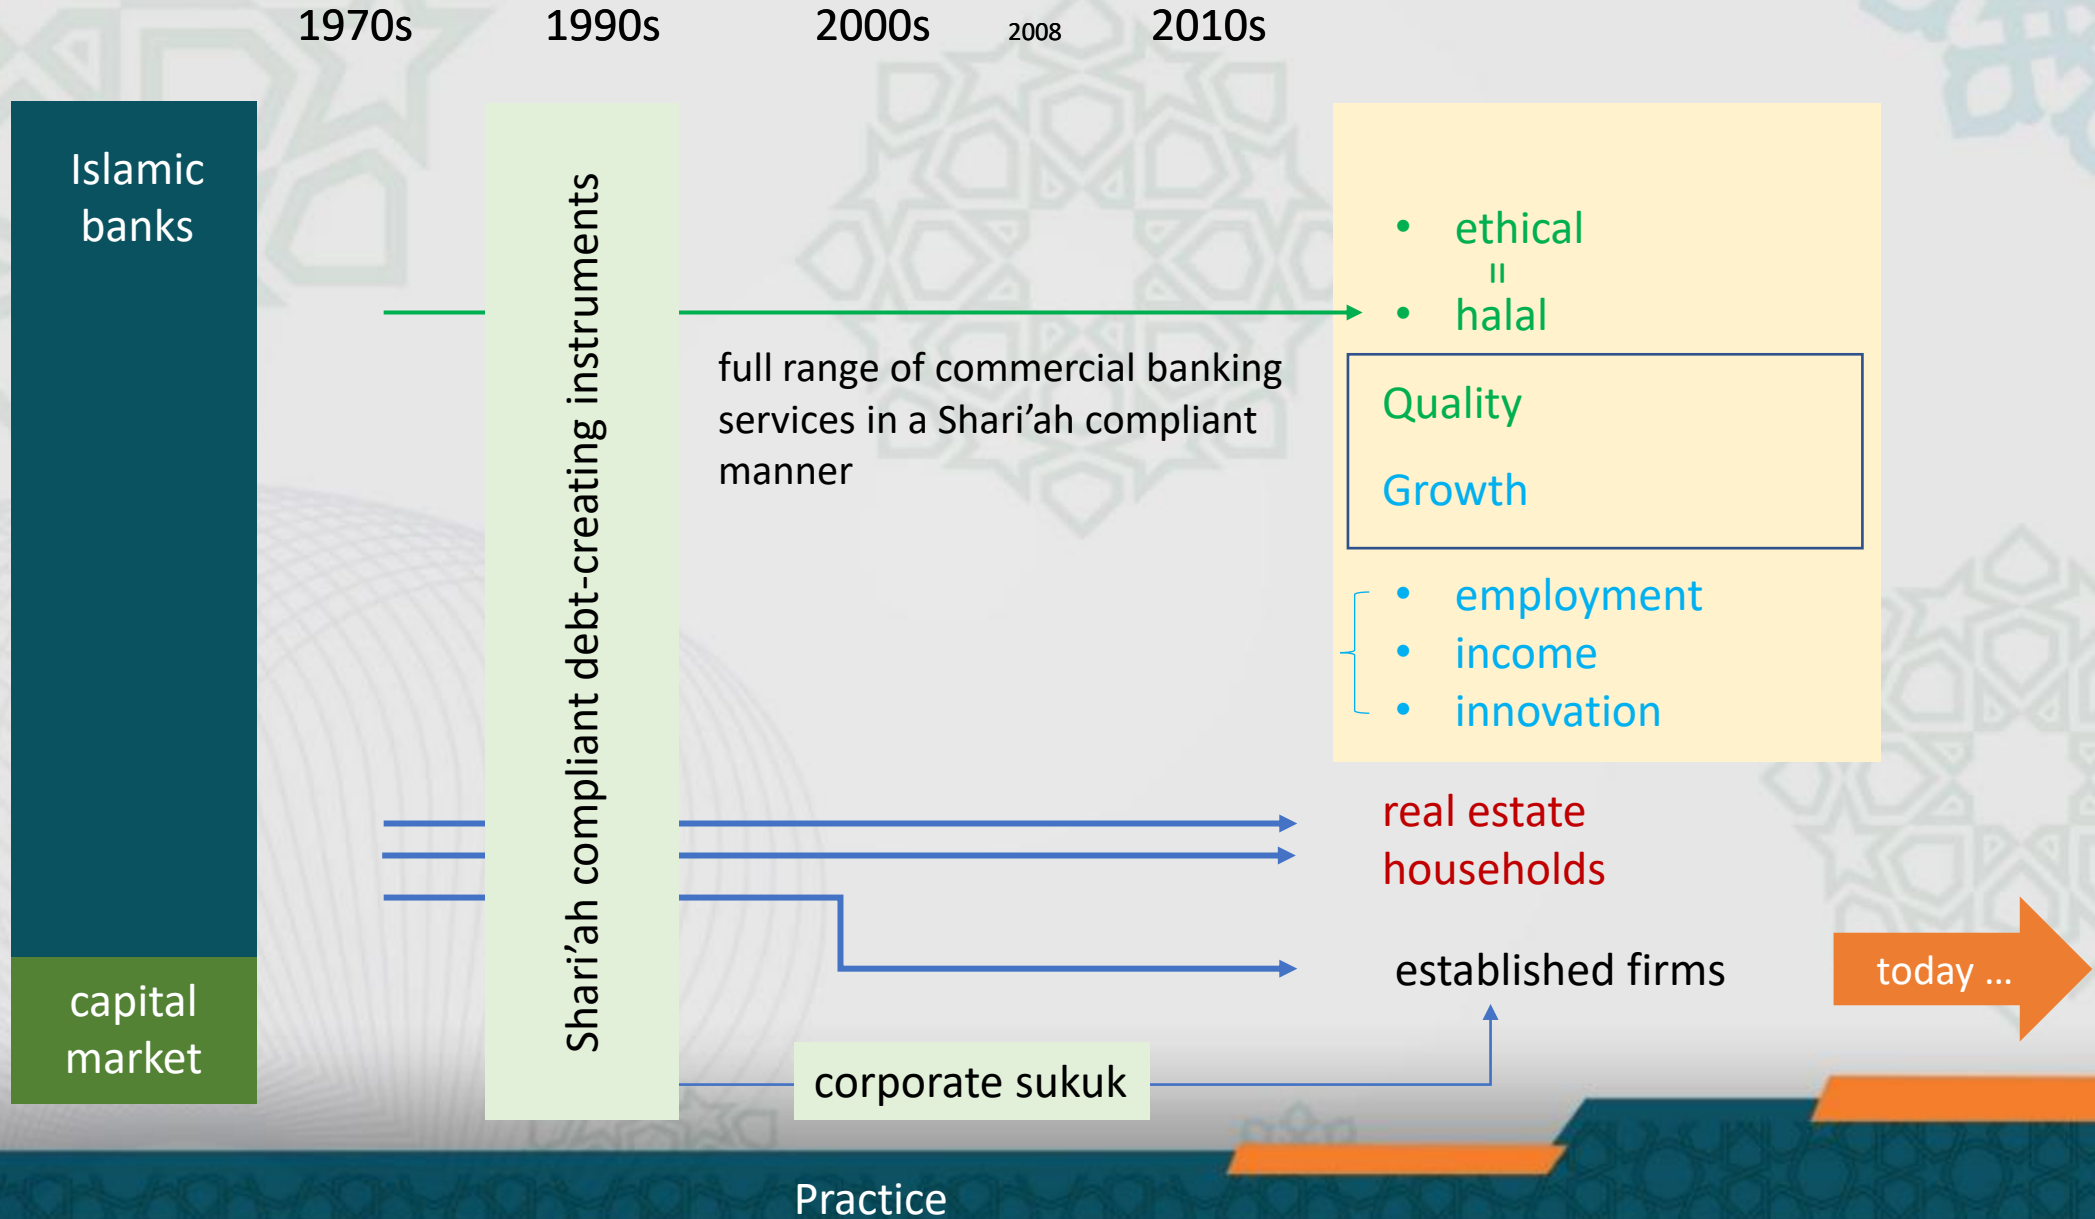 1970s 1990s 2000s 2008 2010s
Islamic
banks
Shari’ah compliant debt-creating instruments
• ethical
=
• halal
full range of commercial banking
services in a Shari’ah compliant
manner
Quality
Growth
• employment
• income
• innovation
real estate
households
established firms
today ...
capital
market
corporate sukuk
Practice